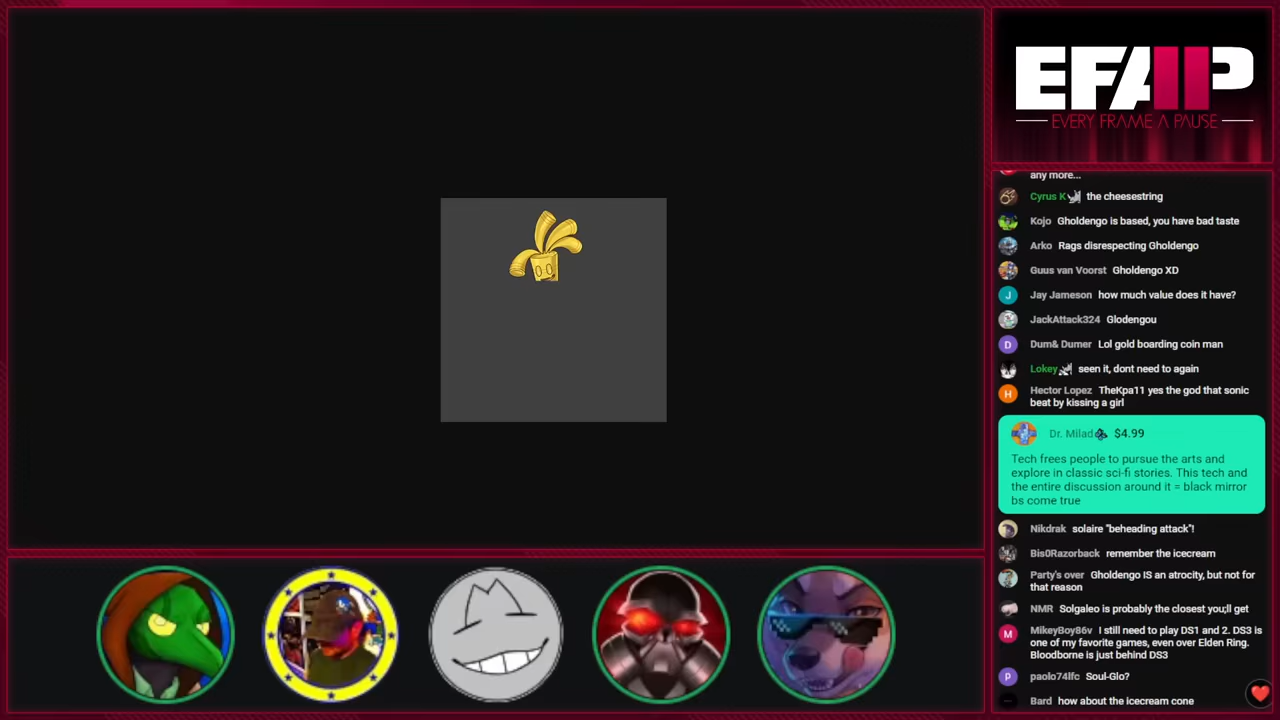 EFAP
EVERY FRAME A PAUSE
any more...
Cyrus K the cheesestring
Kojo Gholdengo is based, you have bad taste
Arko Rags disrespecting Gholdengo
Guus van Voorst Gholdengo XD
J Jay Jameson how much value does it have?
JackAttack324 Glodengou
D Dum& Dumer Lol gold boarding coin man
Lokey seen it, dont need to again
H Hector Lopez TheKpa11 yes the god that sonic
beat by kissing a girl
Dr. Milad $4.99
Tech frees people to pursue the arts and
explore in classic sci-fi stories. This tech and
the entire discussion around it = black mirror
bs come true
Nikdrak solaire "beheading attack"!
Bis0Razorback remember the icecream
Party's over Gholdengo IS an atrocity, but not for
that reason
NMR Solgaleo is probably the closest you;ll get
M MikeyBoy86v I still need to play DS1 and 2. DS3 is
one of my favorite games, even over Elden Ring.
Bloodborne is just behind DS3
P paolo74lfc Soul-Glo?
Bard how about the icecream cone